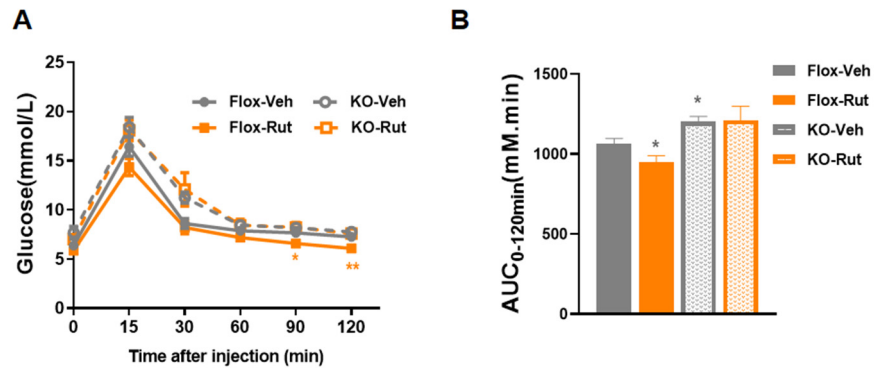 A
Glucose(mmol/L)
25
20
15
10
5
0
Flox-Veh
KO-Veh
Flox-Rut
KO-Rut
*
**
0 15 30 60 90 120
Time after injection (min)
B
AUC0-120min(mM.min)
1500
1000
500
0
*
*
Flox-Veh
Flox-Rut
KO-Veh
KO-Rut